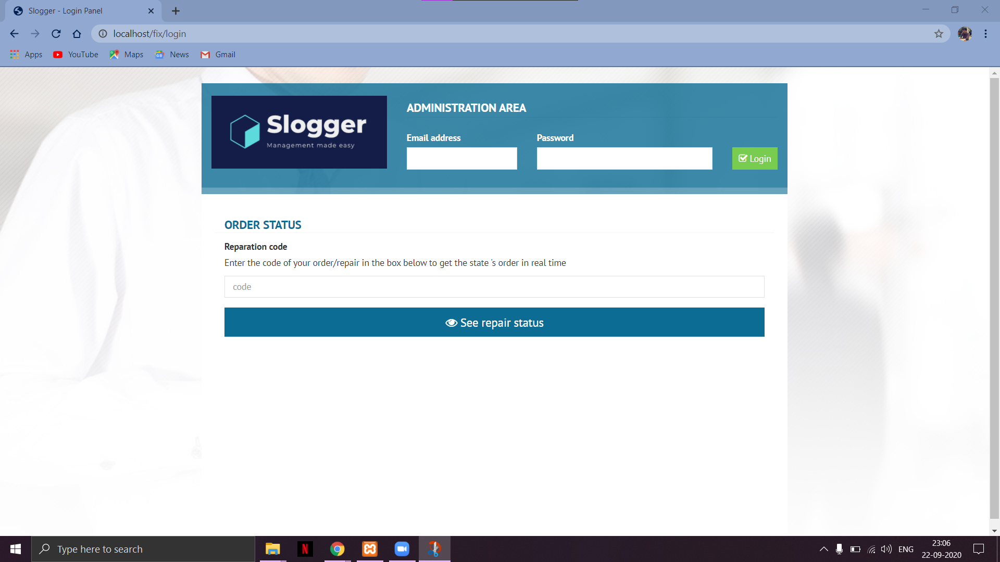 Slogger - Login Panel
localhost/fix/login
Apps
YouTube
Maps
News
Gmail
Slogger
Management made easy
ADMINISTRATION AREA
Email address
Password
Login
ORDER STATUS
Reparation code
Enter the code of your order/repair in the box below to get the state 's order in real time
code
See repair status
Type here to search
ENG
23:06
22-09-2020